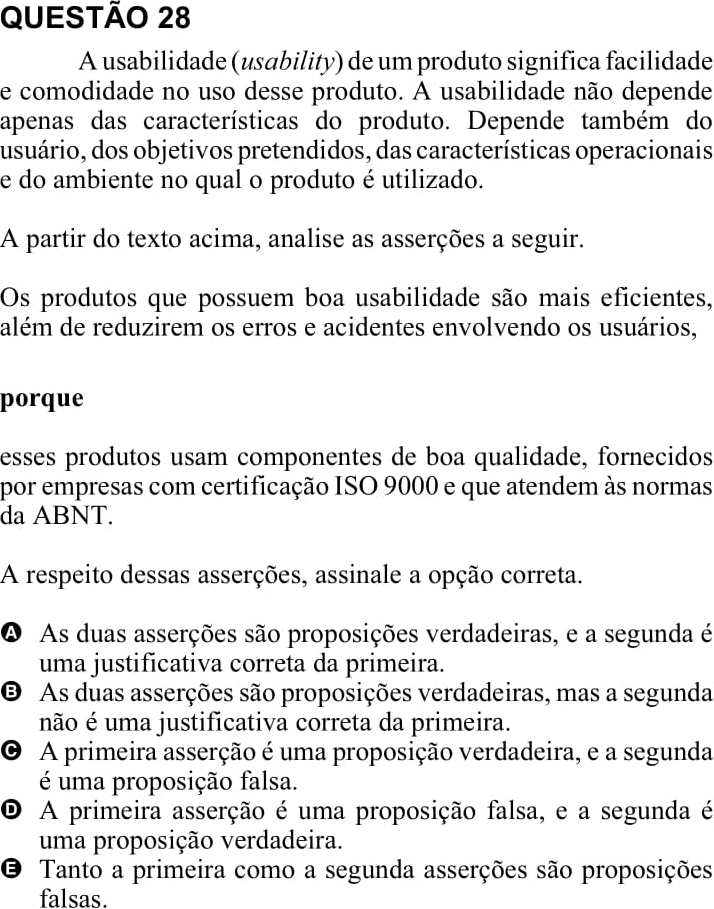 QUESTÃO 28
A usabilidade (usability) de um produto significa facilidade
e comodidade no uso desse produto. A usabilidade não depende
apenas das características do produto. Depende também do
usuário, dos objetivos pretendidos, das características operacionais
e do ambiente no qual o produto é utilizado.
A partir do texto acima, analise as asserções a seguir.
Os produtos que possuem boa usabilidade são mais eficientes,
além de reduzirem os erros e acidentes envolvendo os usuários,
porque
esses produtos usam componentes de boa qualidade, fornecidos
por empresas com certificação ISO 9000 e que atendem às normas
da ABNT.
A respeito dessas asserções, assinale a opção correta.
A As duas asserções são proposições verdadeiras, e a segunda é
uma justificativa correta da primeira.
B As duas asserções são proposições verdadeiras, mas a segunda
não é uma justificativa correta da primeira.
C A primeira asserção é uma proposição verdadeira, e a segunda
é uma proposição falsa.
D A primeira asserção é uma proposição falsa, e a segunda é
uma proposição verdadeira.
E Tanto a primeira como a segunda asserções são proposições
falsas.